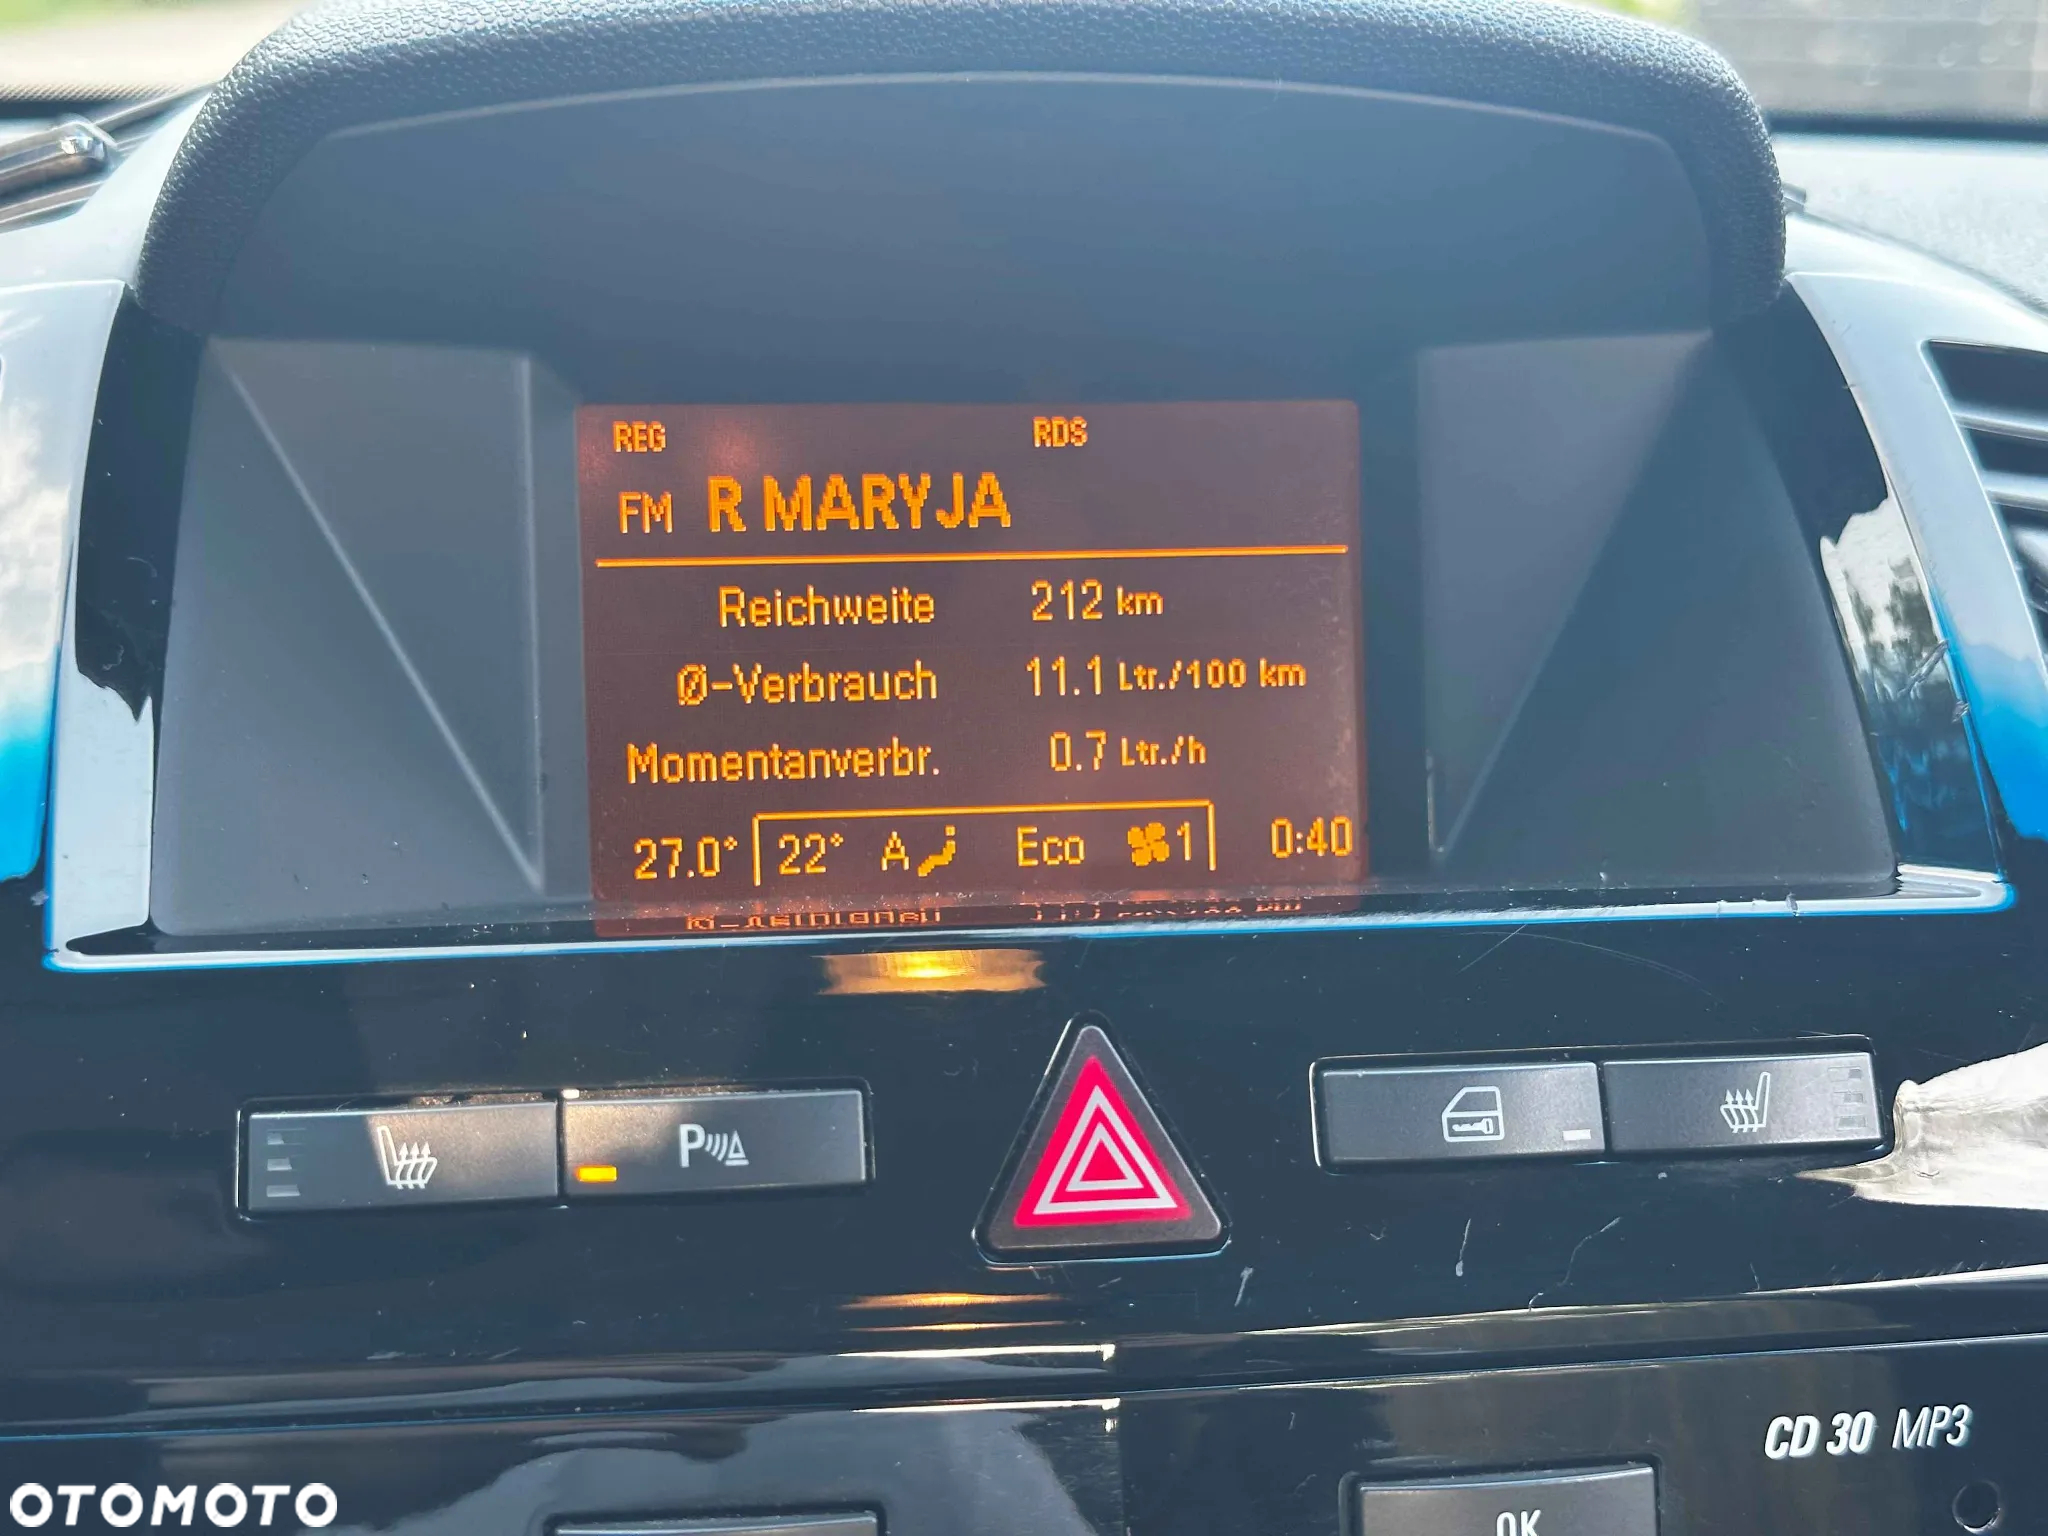 REG RDS
FM R MARYJA
Reichweite 212 km
Ø-Verbrauch 11.1 Ltr./100 km
Momentanverbr. 0.7 Ltr./h
27.0° 22° A Eco 1 0:40
P
CD 30 MP3
OK
OTOMOTO